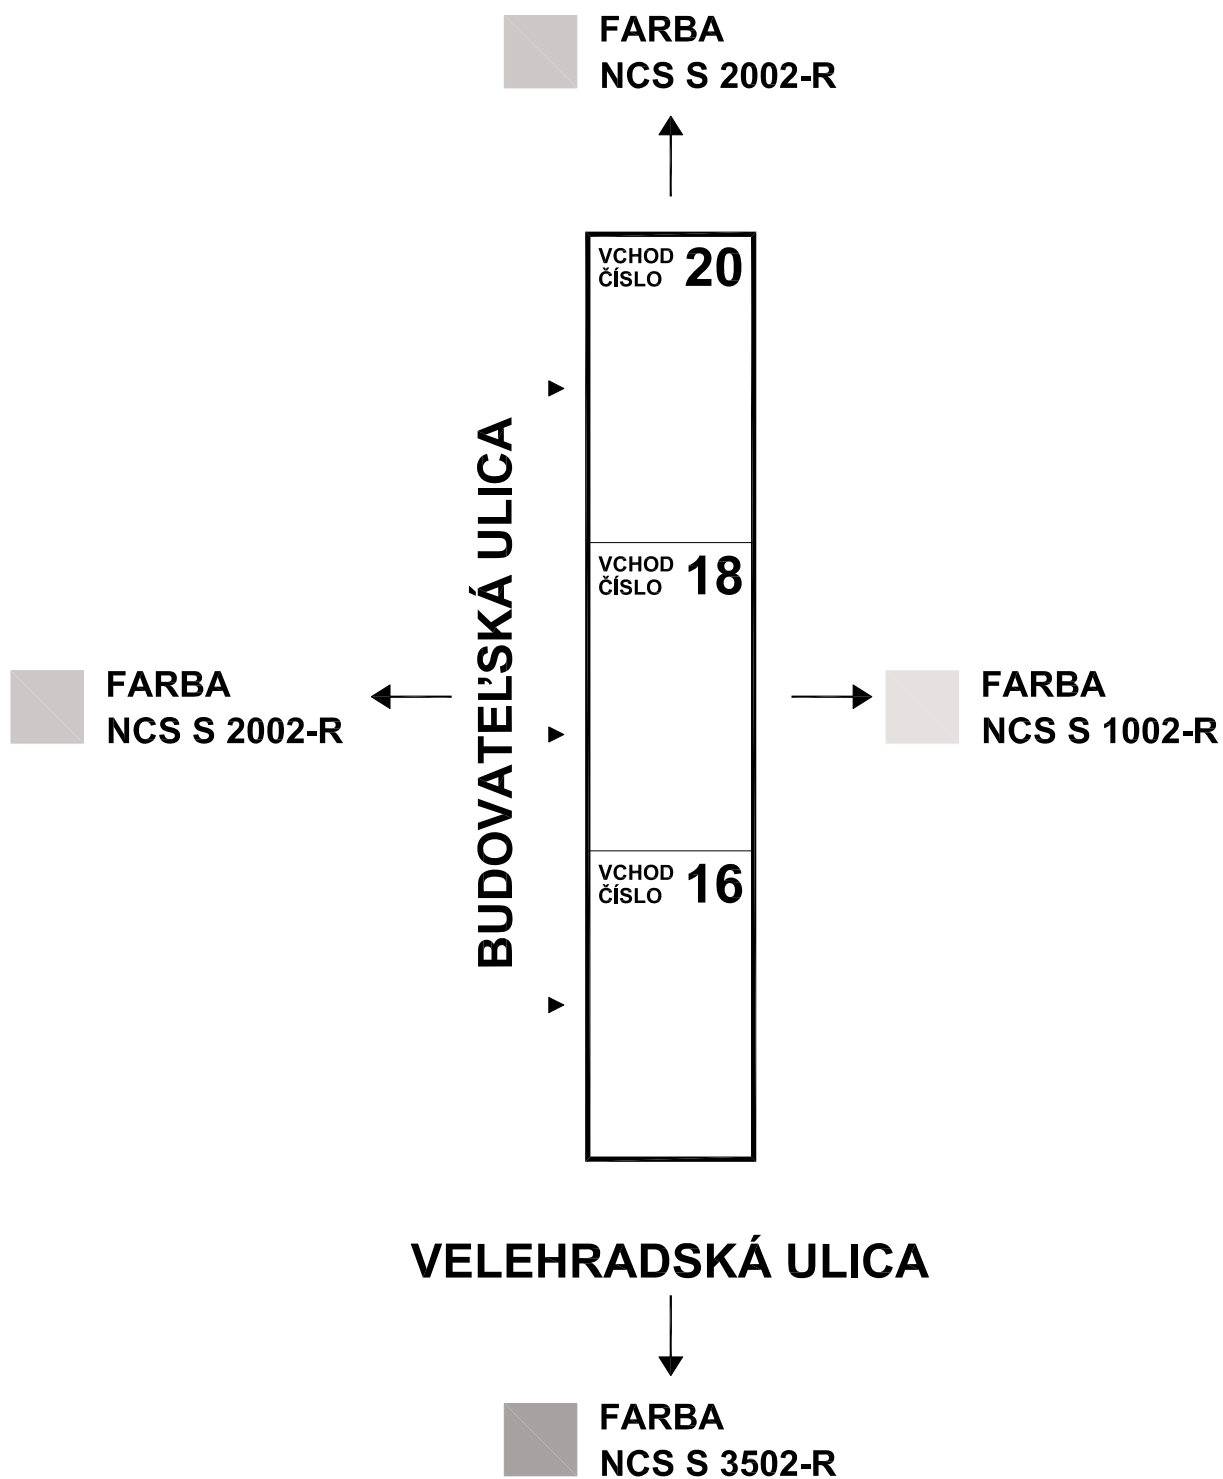 FARBA
NCS S 2002-R
VCHOD
ČÍSLO 20
BUDOVATEĽSKÁ ULICA
VCHOD
ČÍSLO 18
FARBA
NCS S 2002-R
FARBA
NCS S 1002-R
VCHOD
ČÍSLO 16
VELEHRADSKÁ ULICA
FARBA
NCS S 3502-R